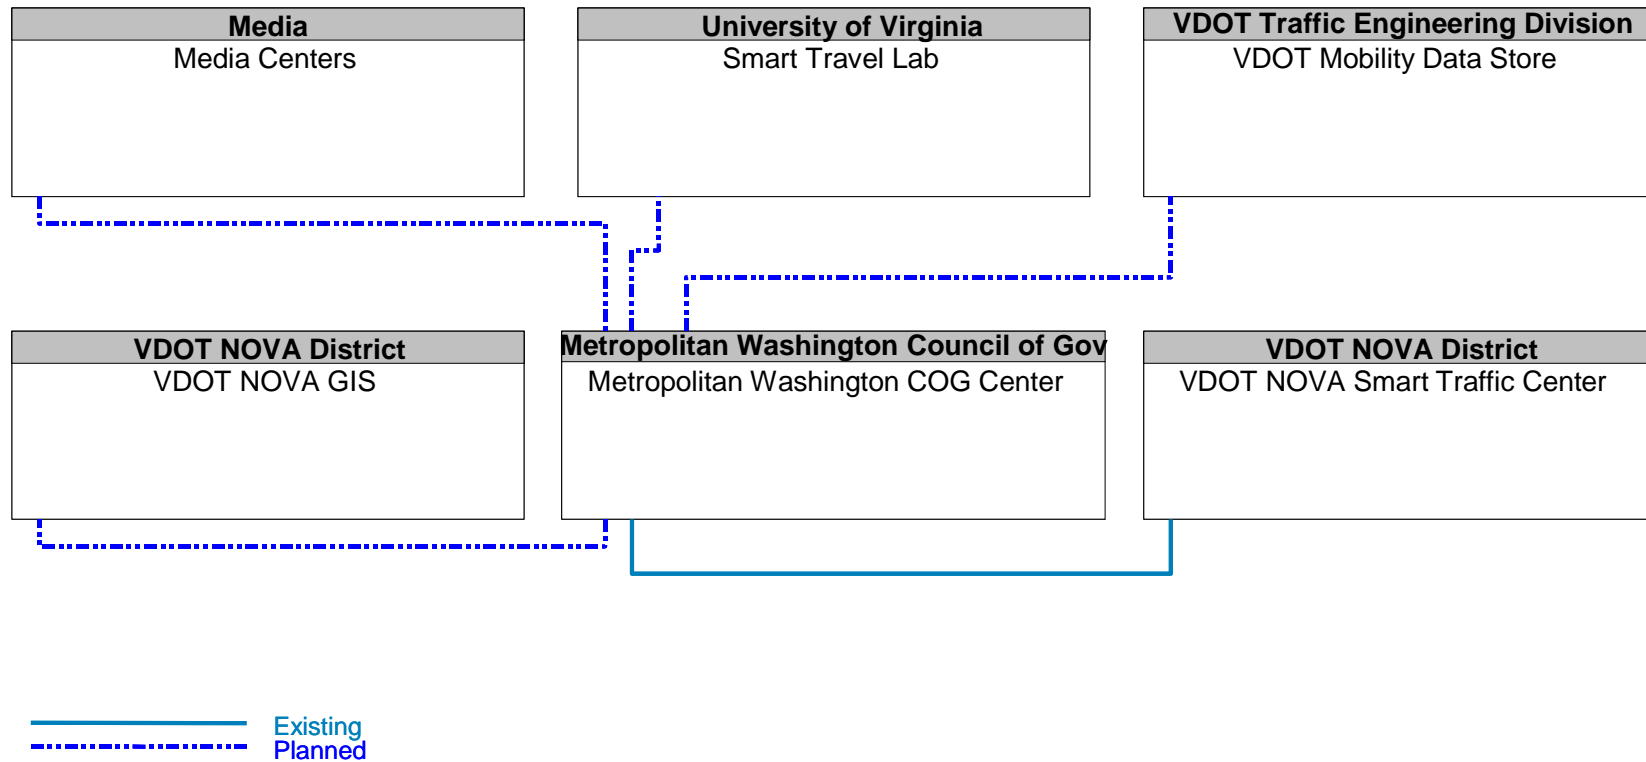 Media
Media Centers
University of Virginia
Smart Travel Lab
VDOT Traffic Engineering Division
VDOT Mobility Data Store
VDOT NOVA District
VDOT NOVA GIS
Metropolitan Washington Council of Gov
Metropolitan Washington COG Center
VDOT NOVA District
VDOT NOVA Smart Traffic Center
Existing
Planned